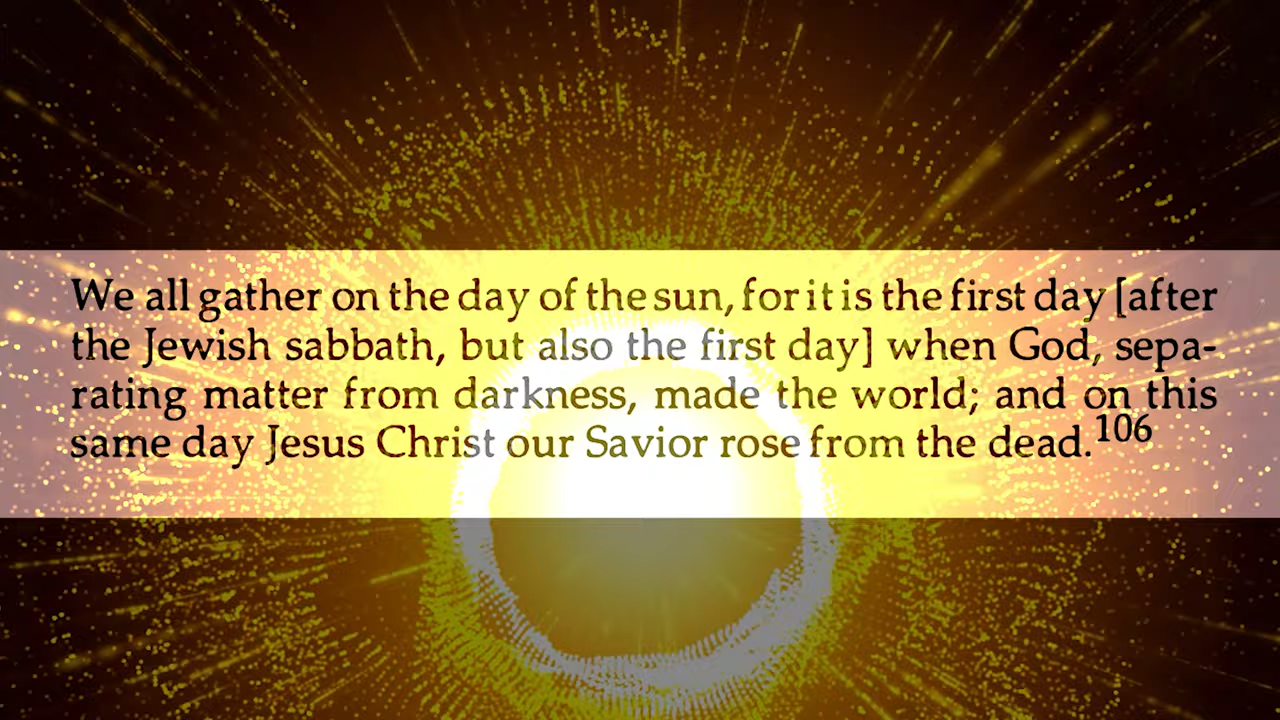 We all gather on the day of the sun, for it is the first day [after
the Jewish sabbath, but also the first day] when God, sepa-
rating matter from darkness, made the world; and on this
same day Jesus Christ our Savior rose from the dead.106